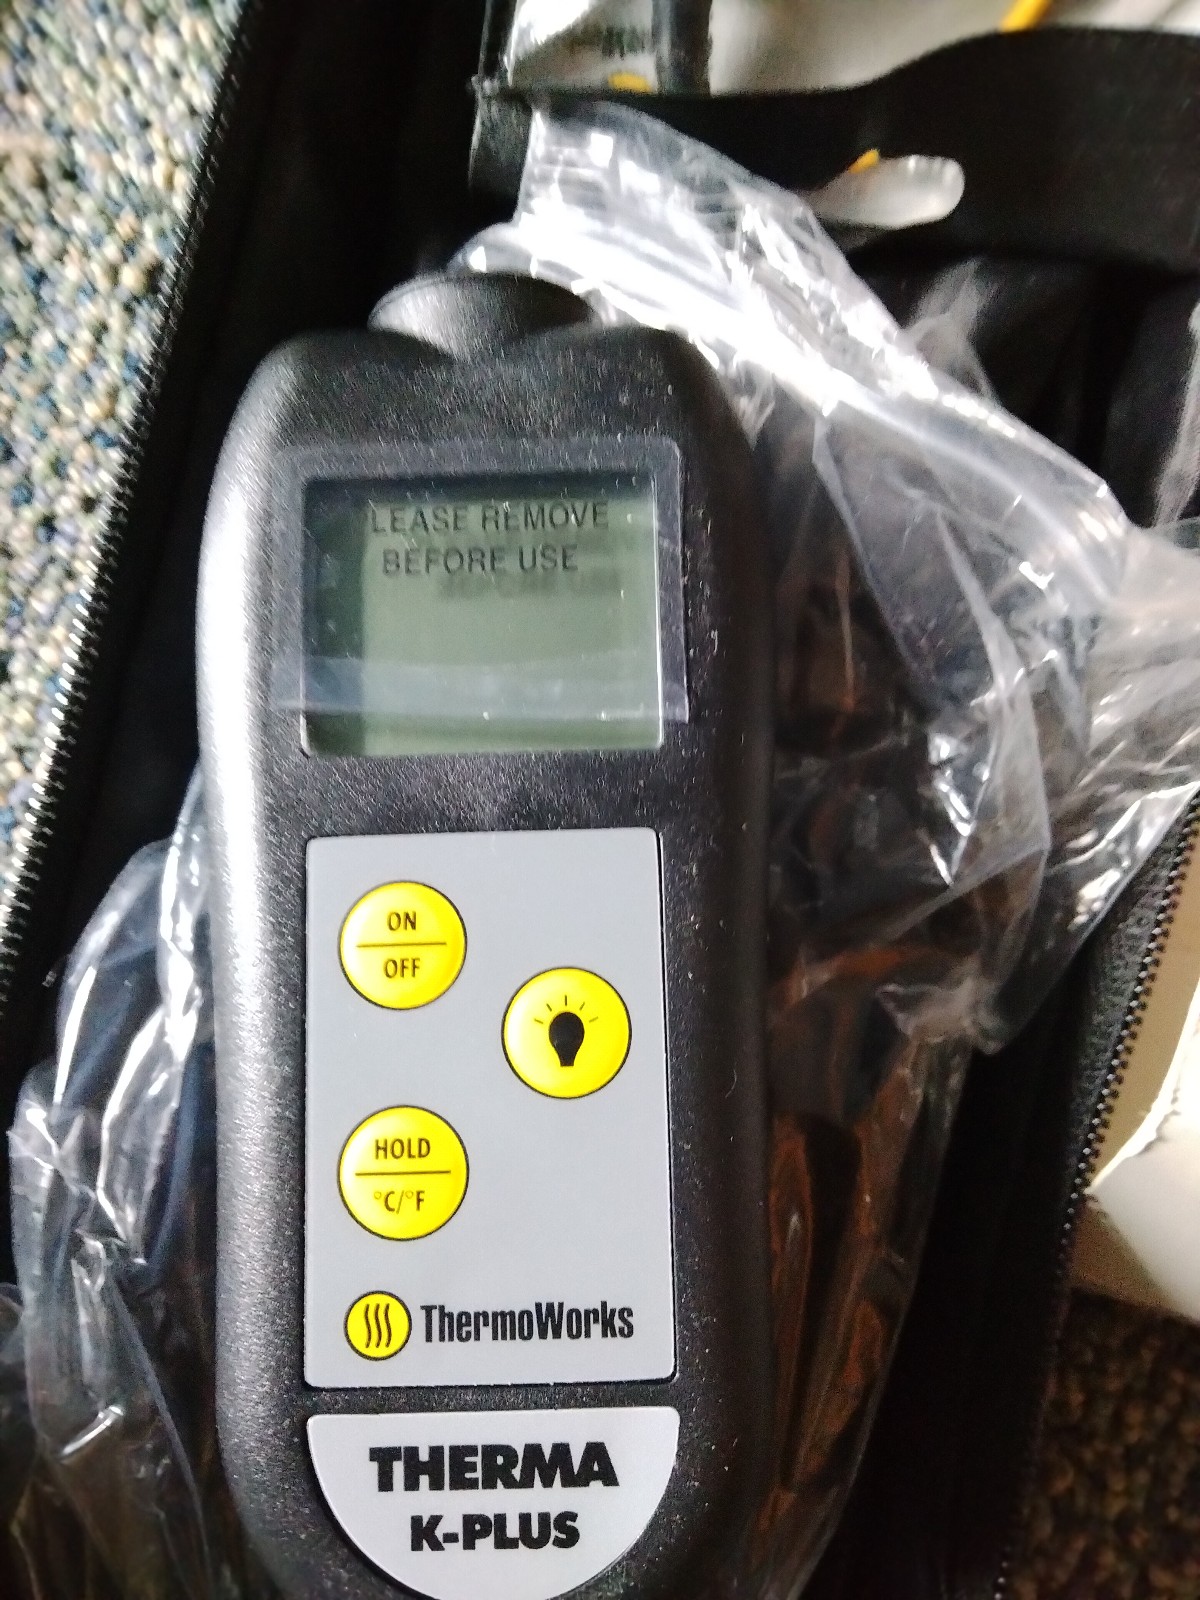 LEASE REMOVE
BEFORE USE
ON
OFF
HOLD
°C/°F
ThermoWorks
THERMA
K-PLUS